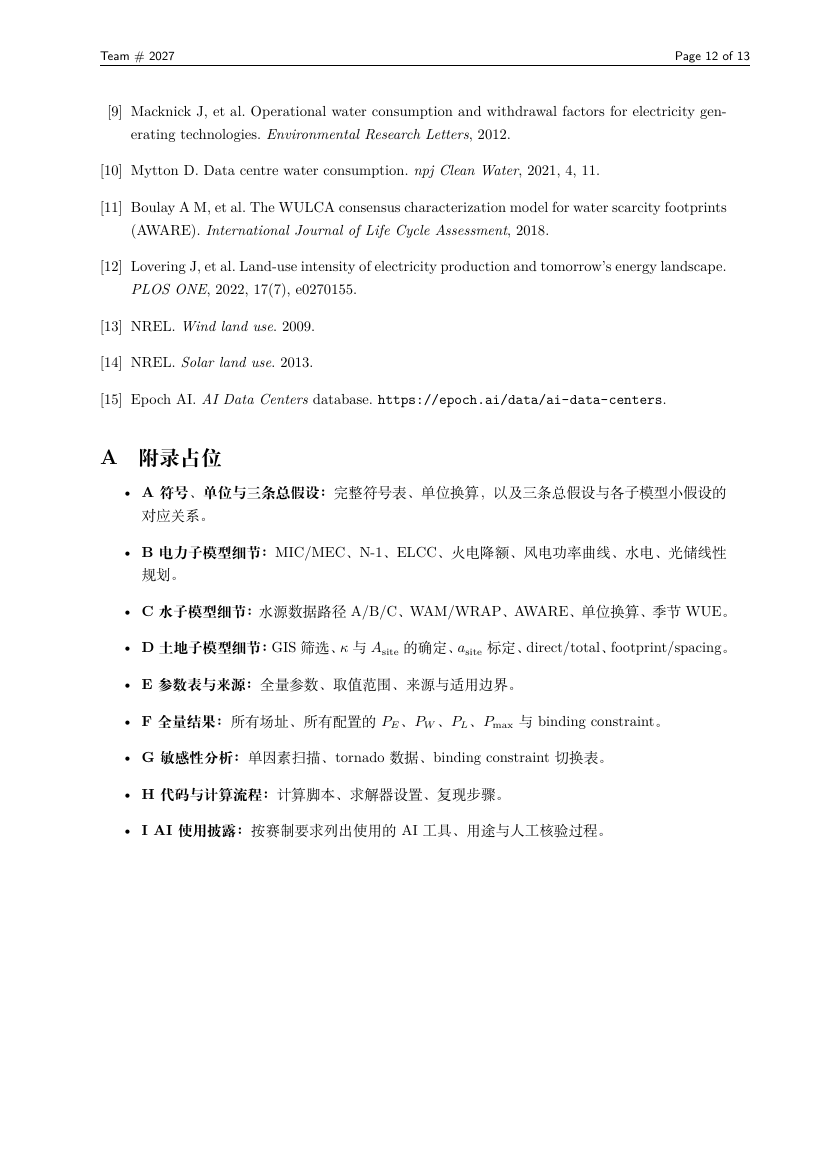 Team # 2027 Page 12 of 13
[9] Macknick J, et al. Operational water consumption and withdrawal factors for electricity gen-
erating technologies. Environmental Research Letters, 2012.
[10] Mytton D. Data centre water consumption. npj Clean Water, 2021, 4, 11.
[11] Boulay A M, et al. The WULCA consensus characterization model for water scarcity footprints
(AWARE). International Journal of Life Cycle Assessment, 2018.
[12] Lovering J, et al. Land-use intensity of electricity production and tomorrow's energy landscape.
PLOS ONE, 2022, 17(7), e0270155.
[13] NREL. Wind land use. 2009.
[14] NREL. Solar land use. 2013.
[15] Epoch AI. AI Data Centers database. https://epoch.ai/data/ai-data-centers.
A 附录占位
• A 符号、单位与三条总假设：完整符号表、单位换算，以及三条总假设与各子模型小假设的
对应关系。
• B 电力子模型细节：MIC/MEC、N-1、ELCC、火电降额、风电功率曲线、水电、光储线性
规划。
• C 水子模型细节：水源数据路径 A/B/C、WAM/WRAP、AWARE、单位换算、季节 WUE。
• D 土地子模型细节：GIS 筛选、κ 与 A_site 的确定、a_site 标定、direct/total、footprint/spacing。
• E 参数表与来源：全量参数、取值范围、来源与适用边界。
• F 全量结果：所有场址、所有配置的 P_E、P_W、P_L、P_max 与 binding constraint。
• G 敏感性分析：单因素扫描、tornado 数据、binding constraint 切换表。
• H 代码与计算流程：计算脚本、求解器设置、复现步骤。
• I AI 使用披露：按赛制要求列出使用的 AI 工具、用途与人工核验过程。